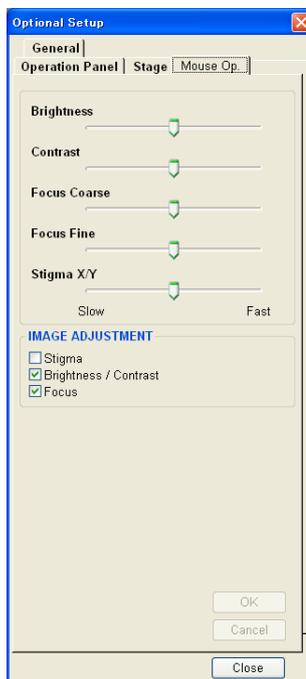 Optional Setup
General
Operation Panel Stage Mouse Op.
Brightness
Contrast
Focus Coarse
Focus Fine
Stigma X/Y
Slow Fast
IMAGE ADJUSTMENT
Stigma
Brightness / Contrast
Focus
OK
Cancel
Close